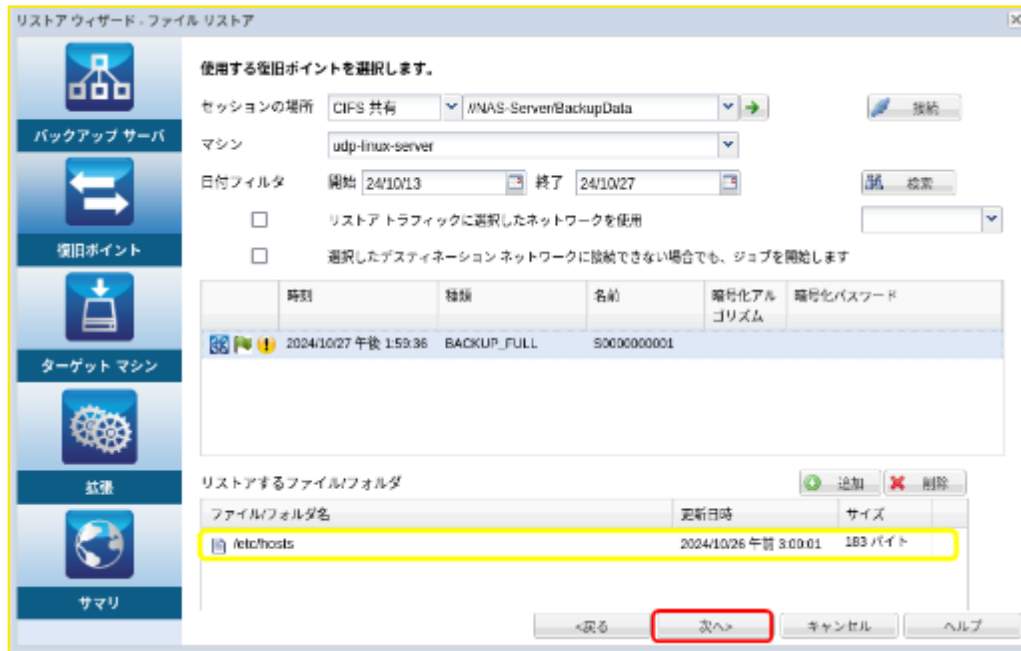 リストア ウィザード - ファイル リストア
使用する復旧ポイントを選択します。
セッションの場所 CIFS 共有 //NAS-Server/BackupData 接続
バックアップ サーバ
マシン udp-linux-server
日付フィルタ 開始 24/10/13 終了 24/10/27 検索
リストア トラフィックに選択したネットワークを使用
復旧ポイント
選択したデスティネーション ネットワークに接続できない場合でも、ジョブを開始します
時刻 種類 名前 暗号化アル 暗号化パスワード
ゴリズム
2024/10/27 午後 1:59:36 BACKUP_FULL S0000000001
ターゲット マシン
拡張
リストアするファイル/フォルダ 追加 削除
ファイル/フォルダ名 更新日時 サイズ
/etc/hosts 2024/10/26 午前 3:00:01 183 バイト
サマリ
<戻る 次へ> キャンセル ヘルプ